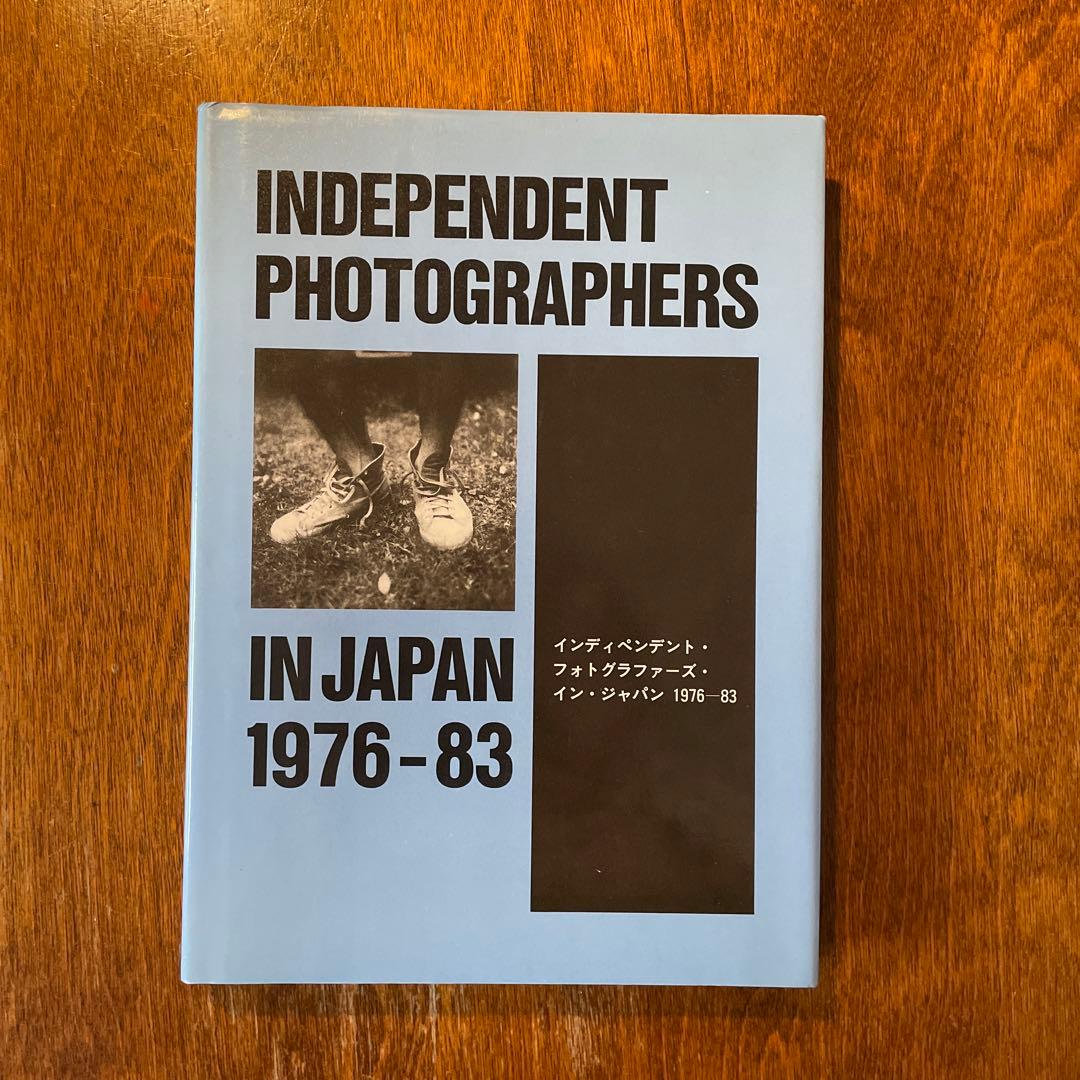 INDEPENDENT
PHOTOGRAPHERS
IN JAPAN
1976-83
インディペンデント・
フォトグラファーズ・
イン・ジャパン 1976—83